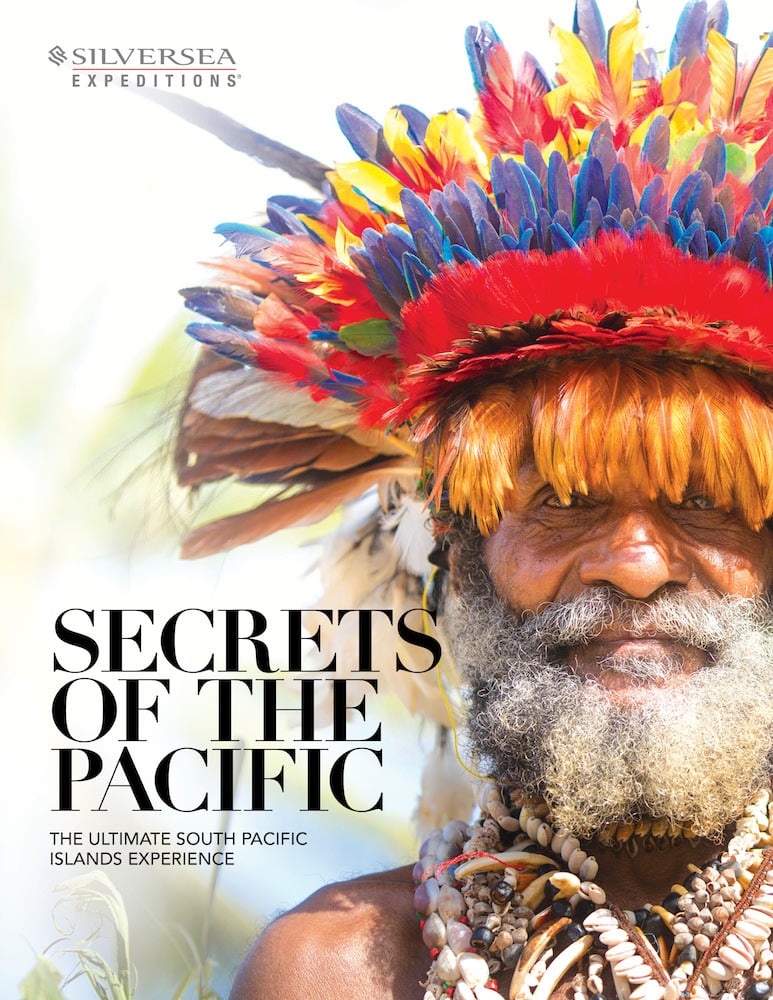 SILVERSEA
EXPEDITIONS®
SECRETS
OF THE
PACIFIC
THE ULTIMATE SOUTH PACIFIC
ISLANDS EXPERIENCE